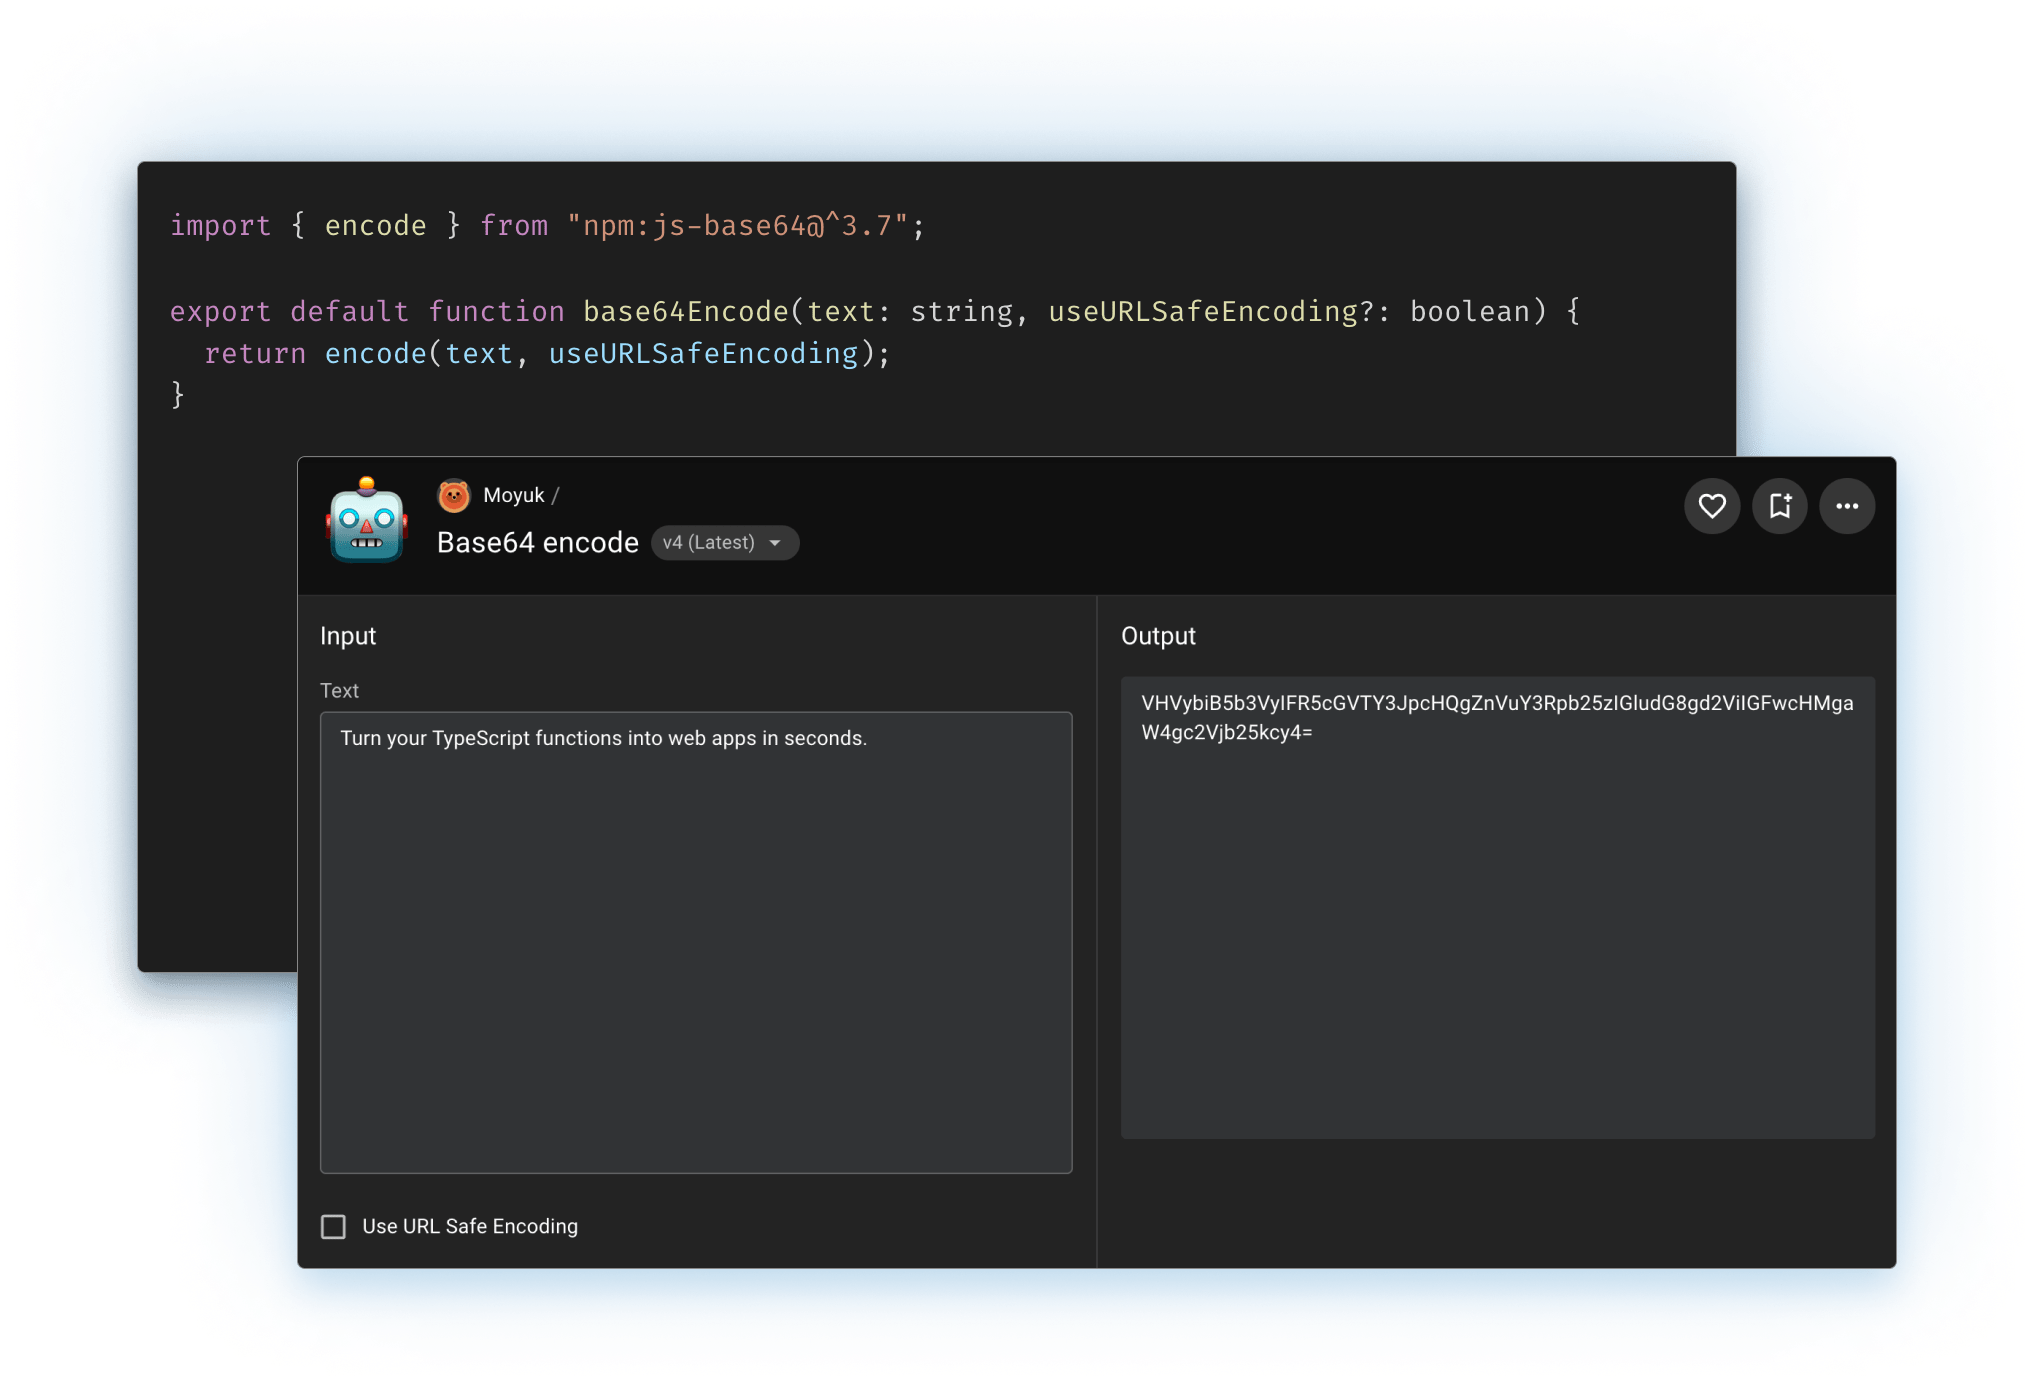 import { encode } from "npm:js-base64@^3.7";
export default function base64Encode(text: string, useURLSafeEncoding?: boolean) {
  return encode(text, useURLSafeEncoding);
}
Moyuk /
Base64 encode v4 (Latest)
Input
Text
Turn your TypeScript functions into web apps in seconds.
Use URL Safe Encoding
Output
VHVybiB5b3VyIFR5cGVTY3JpcHQgZnVuY3Rpb25zIGludG8gd2ViIGFwcHMga
W4gc2Vjb25kcy4=